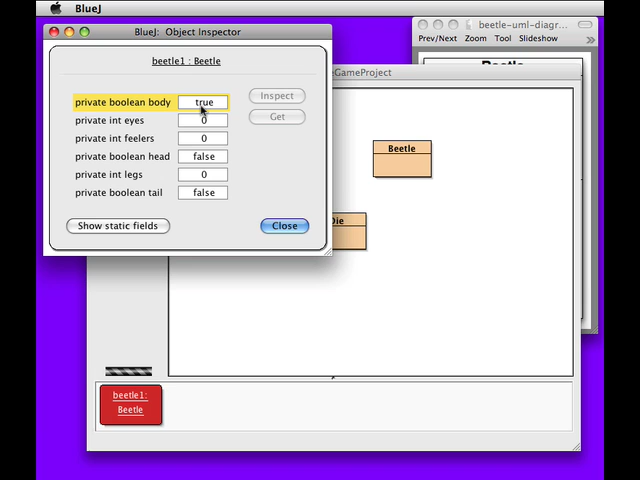 BlueJ
BlueJ: Object Inspector
beetle1 : Beetle
private boolean body true
private int eyes 0
private int feelers 0
private boolean head false
private int legs 0
private boolean tail false
Inspect
Get
Show static fields
Close
beetle-uml-diagr...
Prev/Next Zoom Tool Slideshow »
Beetle
eGameProject
Beetle
Die
beetle1:
Beetle